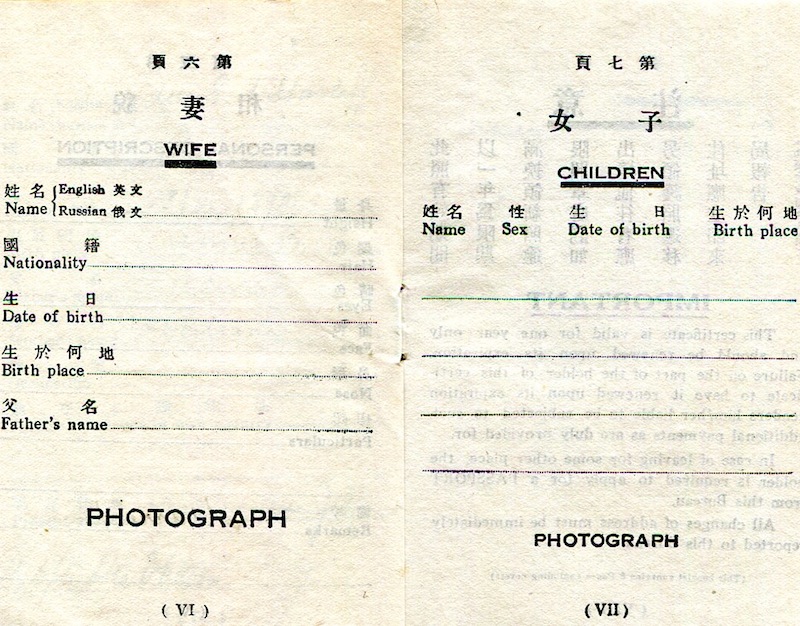 頁六第
妻
WIFE
姓名 English 英文
Name Russian 俄文
國籍
Nationality
生日
Date of birth
生於何地
Birth place
父名
Father's name
PHOTOGRAPH
( VI )
頁七第
女子
CHILDREN
姓名 性 生日 生於何地
Name Sex Date of birth Birth place
PHOTOGRAPH
(VII)